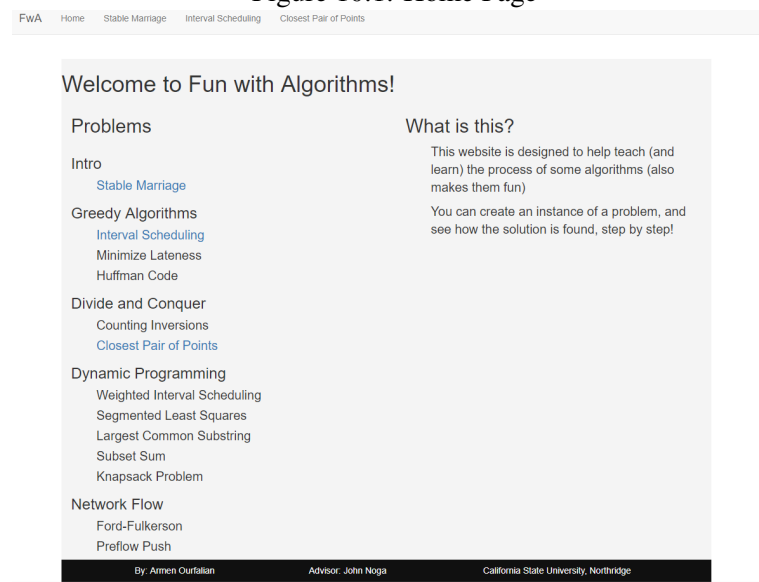 Figure 10.1: Home Page
FwA Home Stable Marriage Interval Scheduling Closest Pair of Points
Welcome to Fun with Algorithms!
Problems
Intro
Stable Marriage
Greedy Algorithms
Interval Scheduling
Minimize Lateness
Huffman Code
Divide and Conquer
Counting Inversions
Closest Pair of Points
Dynamic Programming
Weighted Interval Scheduling
Segmented Least Squares
Largest Common Substring
Subset Sum
Knapsack Problem
Network Flow
Ford-Fulkerson
Preflow Push
What is this?
This website is designed to help teach (and
learn) the process of some algorithms (also
makes them fun)
You can create an instance of a problem, and
see how the solution is found, step by step!
By: Armen Ourfalian Advisor: John Noga California State University, Northridge